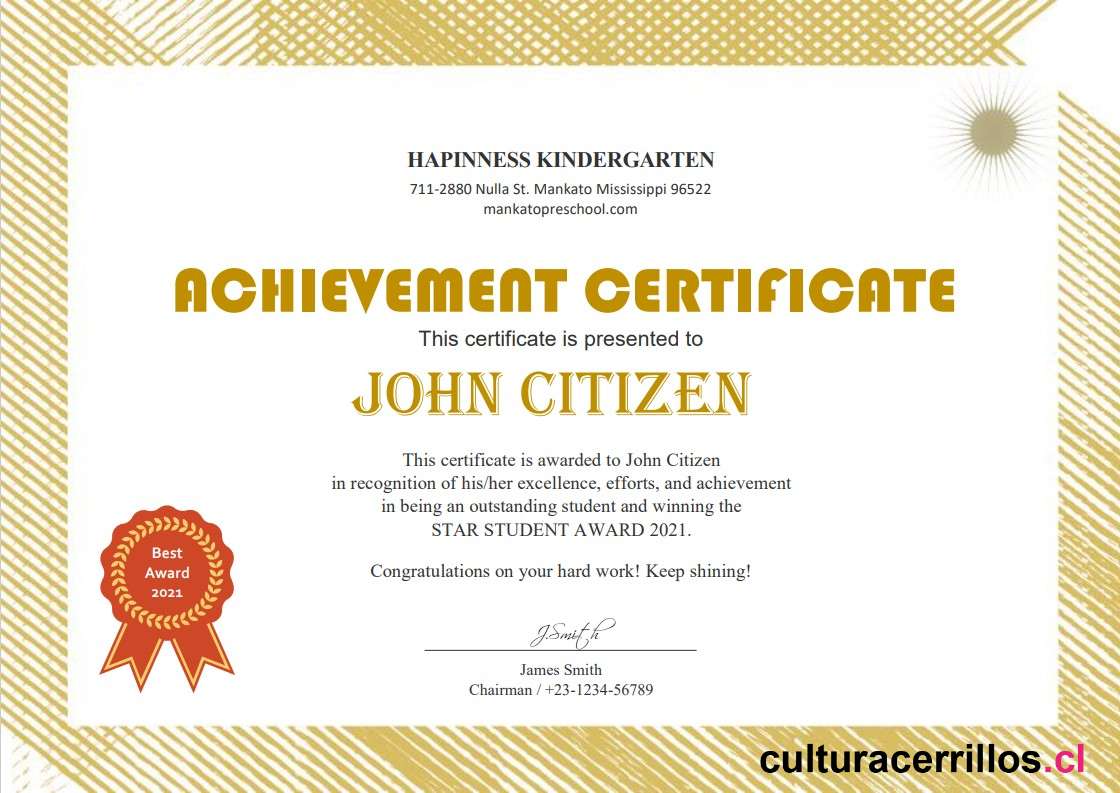 HAPINNESS KINDERGARTEN
711-2880 Nulla St. Mankato Mississippi 96522
mankatopreschool.com
ACHIEVEMENT CERTIFICATE
This certificate is presented to
JOHN CITIZEN
This certificate is awarded to John Citizen
in recognition of his/her excellence, efforts, and achievement
in being an outstanding student and winning the
STAR STUDENT AWARD 2021.
Congratulations on your hard work! Keep shining!
Best
Award
2021
J.Smith
James Smith
Chairman / +23-1234-56789
culturacerrillos.cl